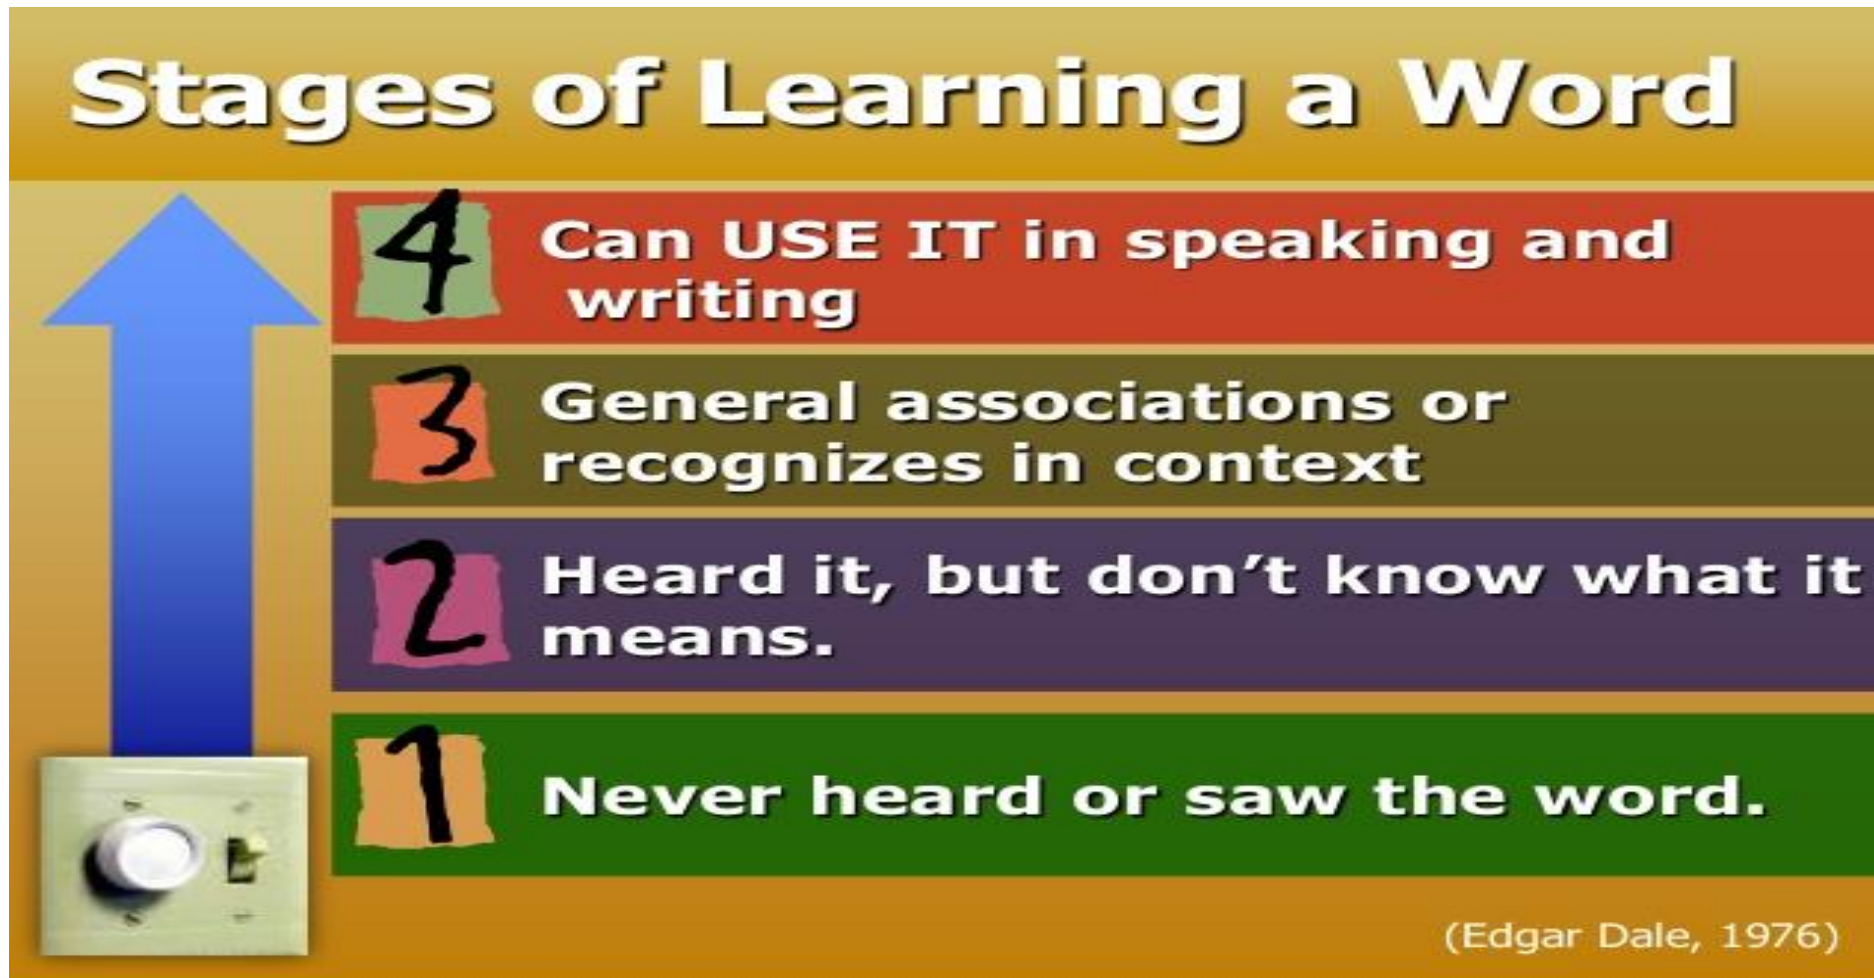 Stages of Learning a Word
4
Can USE IT in speaking and
writing
3
General associations or
recognizes in context
2
Heard it, but don’t know what it
means.
1
Never heard or saw the word.
(Edgar Dale, 1976)